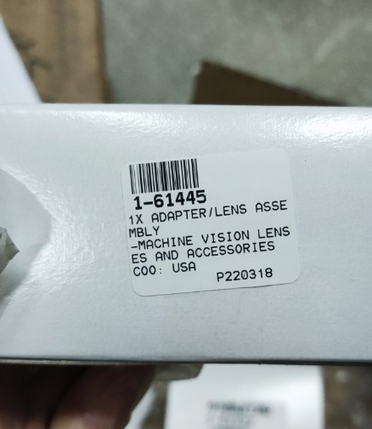 1-61445
1X ADAPTER/LENS ASSE
MBLY
-MACHINE VISION LENS
ES AND ACCESSORIES
COO: USA
P220318